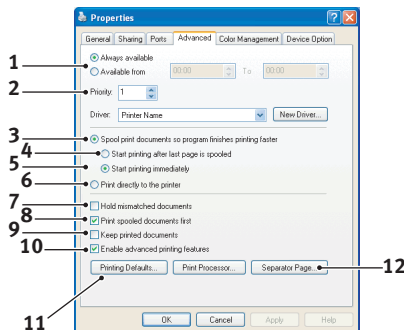 Properties
General Sharing Ports Advanced Color Management Device Option
1 Always available
Available from 00:00 To 00:00
2 Priority: 1
Driver: Printer Name New Driver...
3 Spool print documents so program finishes printing faster
4 Start printing after last page is spooled
5 Start printing immediately
6 Print directly to the printer
7 Hold mismatched documents
8 Print spooled documents first
9 Keep printed documents
10 Enable advanced printing features
Printing Defaults... Print Processor... Separator Page... 12
11
OK Cancel Apply Help